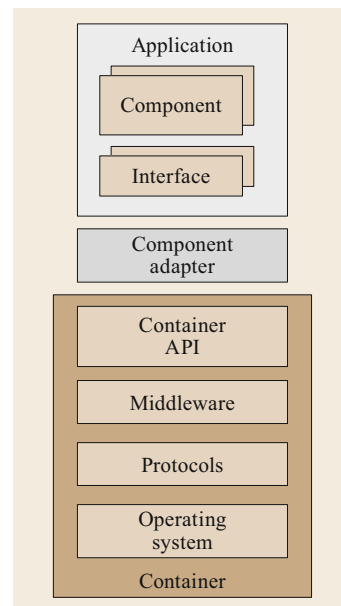 Application
Component
Interface
Component
adapter
Container
API
Middleware
Protocols
Operating
system
Container